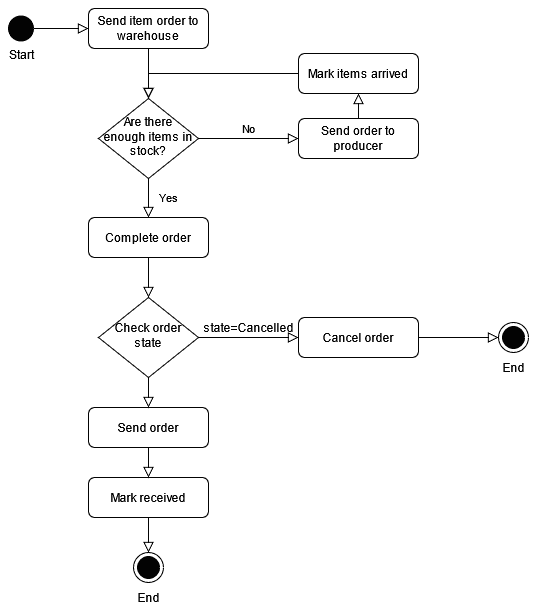 Send item order to
warehouse
Start
Mark items arrived
Are there
enough items in
stock?
No
Send order to
producer
Yes
Complete order
Check order
state
state=Cancelled
Cancel order
End
Send order
Mark received
End